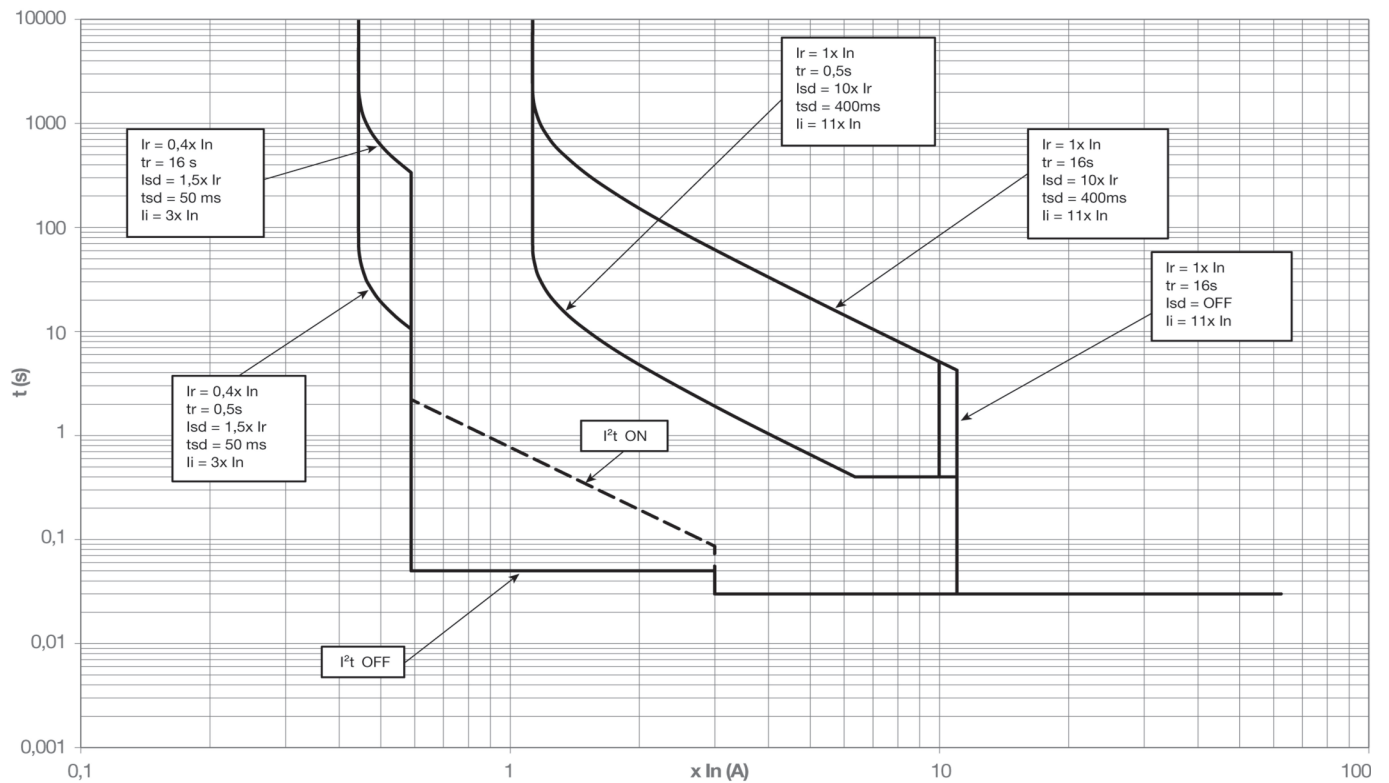 10000
1000
100
10
1
0,1
0,01
0,001
t (s)
Ir = 1x In
tr = 0,5s
Isd = 10x Ir
tsd = 400ms
Ii = 11x In
Ir = 0,4x In
tr = 16 s
Isd = 1,5x Ir
tsd = 50 ms
Ii = 3x In
Ir = 1x In
tr = 16s
Isd = 10x Ir
tsd = 400ms
Ii = 11x In
Ir = 1x In
tr = 16s
Isd = OFF
Ii = 11x In
Ir = 0,4x In
tr = 0,5s
Isd = 1,5x Ir
tsd = 50 ms
Ii = 3x In
I²t ON
I²t OFF
0,1
1
x In (A)
10
100